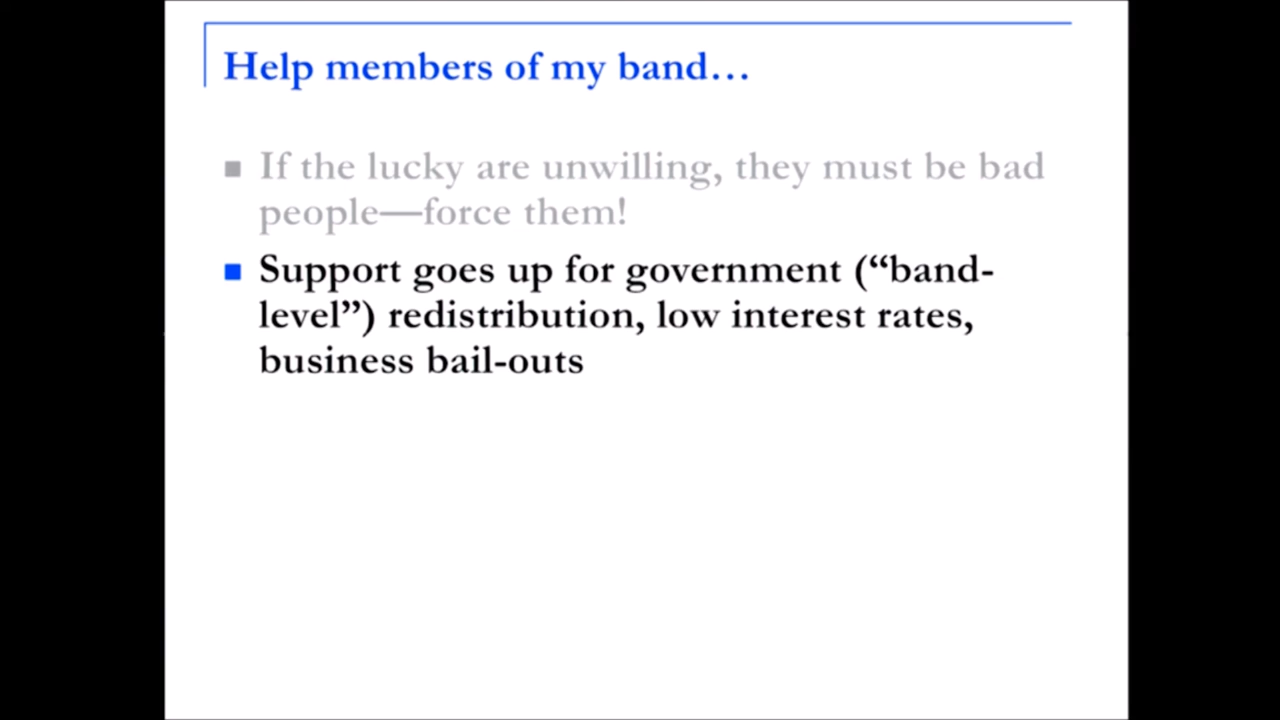 Help members of my band…
■ If the lucky are unwilling, they must be bad
people—force them!
■ Support goes up for government (“band-
level”) redistribution, low interest rates,
business bail-outs